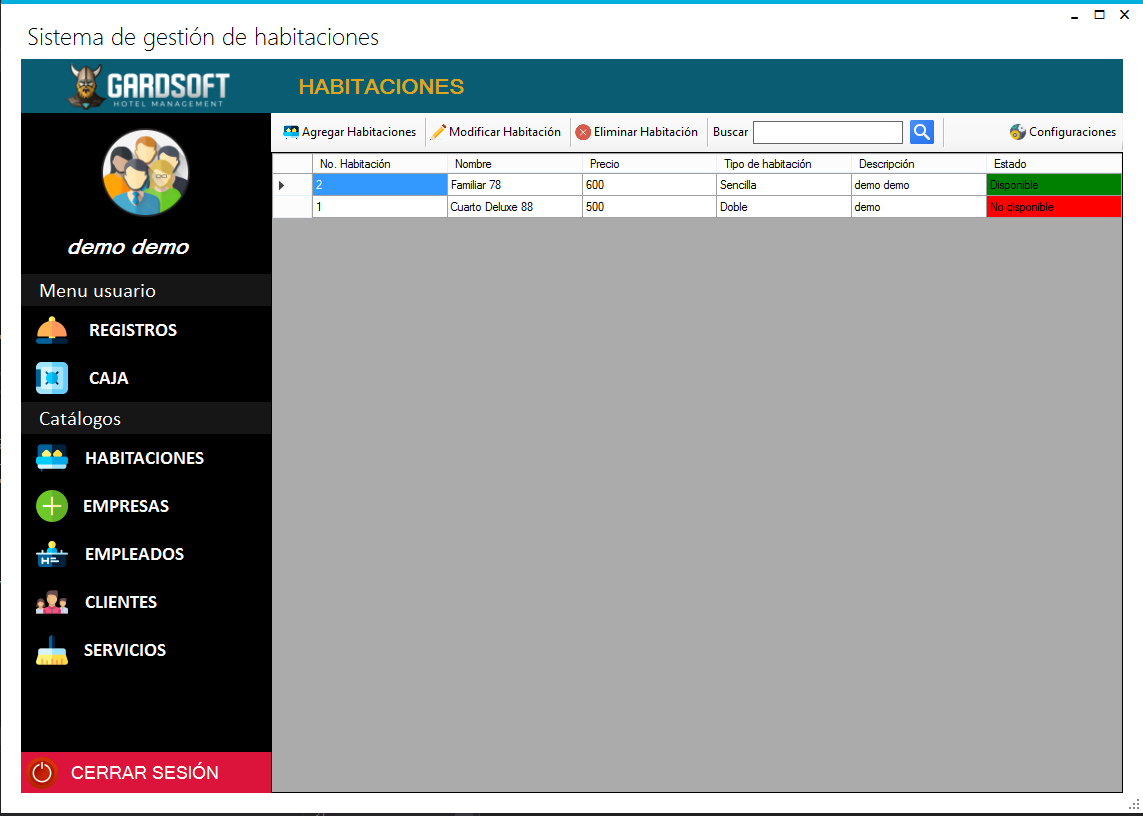 Sistema de gestión de habitaciones
GARDSOFT
HOTEL MANAGEMENT
HABITACIONES
demo demo
Menu usuario
REGISTROS
CAJA
Catálogos
HABITACIONES
EMPRESAS
EMPLEADOS
CLIENTES
SERVICIOS
CERRAR SESIÓN
Agregar Habitaciones Modificar Habitación Eliminar Habitación Buscar Configuraciones
No. Habitación Nombre Precio Tipo de habitación Descripción Estado
2 Familiar 78 600 Sencilla demo demo Disponible
1 Cuarto Deluxe 88 500 Doble demo No disponible